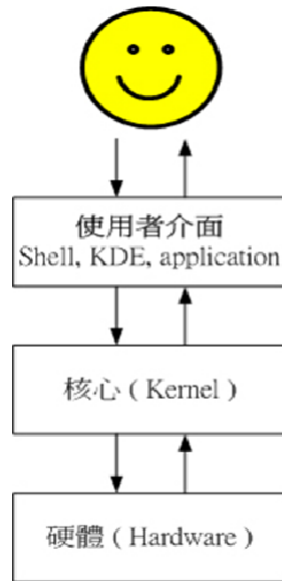 使用者介面
Shell, KDE, application
核心 ( Kernel )
硬體 ( Hardware )